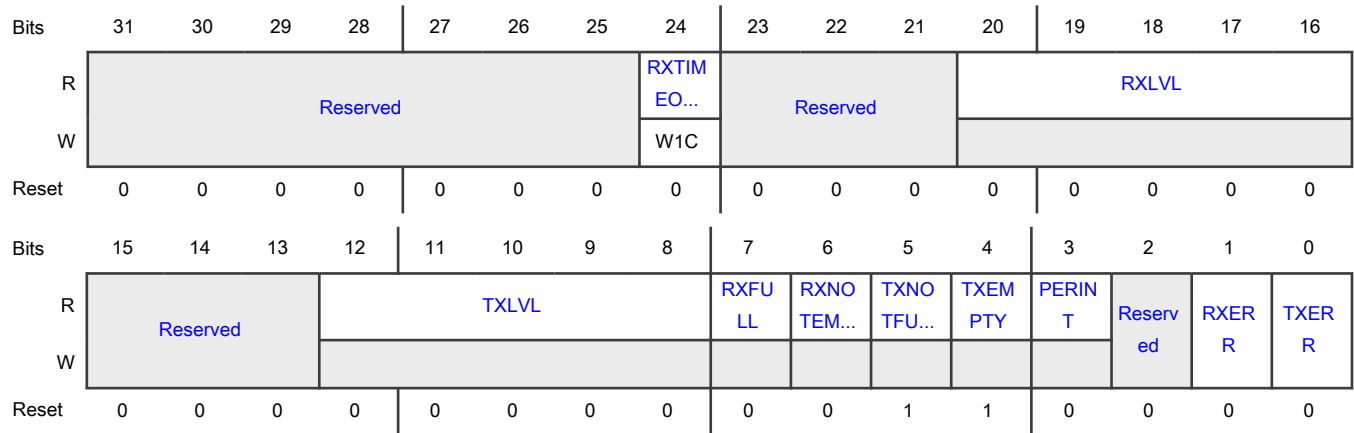 Bits 31 30 29 28 27 26 25 24 23 22 21 20 19 18 17 16
R Reserved RXTIM Reserved RXLVL
EO...
W W1C
Reset 0 0 0 0 0 0 0 0 0 0 0 0 0 0 0 0
Bits 15 14 13 12 11 10 9 8 7 6 5 4 3 2 1 0
R Reserved TXLVL RXFU RXNO TXNO TXEM PERIN Reserv RXER TXER
LL TEM... TFU... PTY T ed R R
W
Reset 0 0 0 0 0 0 0 0 0 0 1 1 0 0 0 0